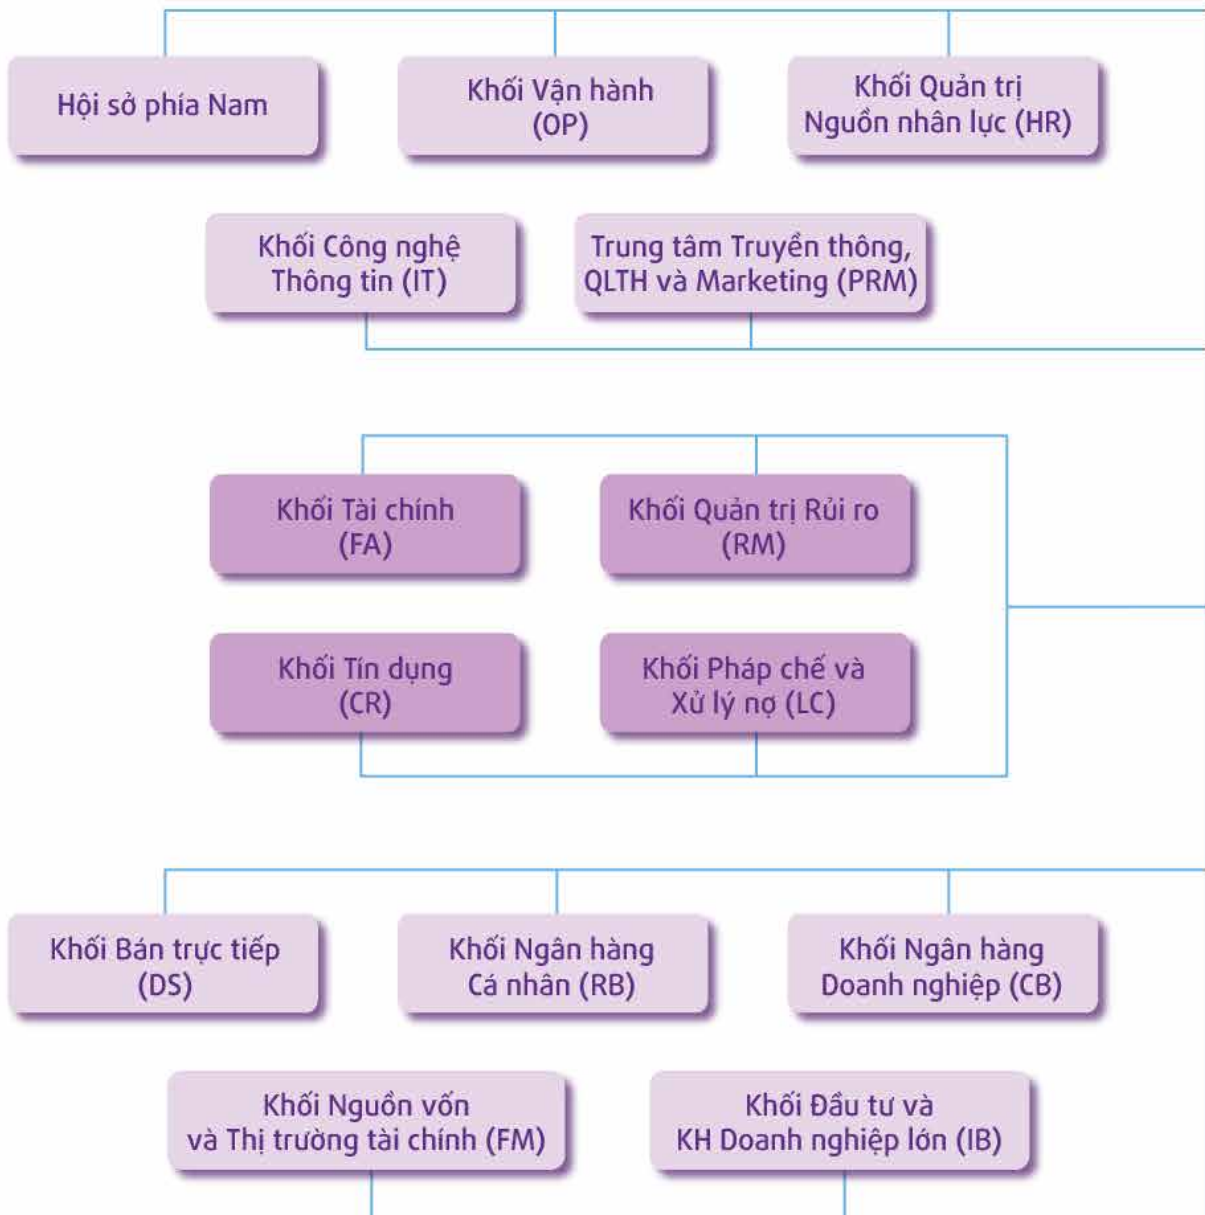 Hội sở phía Nam
Khối Vận hành
(OP)
Khối Quản trị
Nguồn nhân lực (HR)
Khối Công nghệ
Thông tin (IT)
Trung tâm Truyền thông,
QLTH và Marketing (PRM)
Khối Tài chính
(FA)
Khối Quản trị Rủi ro
(RM)
Khối Tín dụng
(CR)
Khối Pháp chế và
Xử lý nợ (LC)
Khối Bán trực tiếp
(DS)
Khối Ngân hàng
Cá nhân (RB)
Khối Ngân hàng
Doanh nghiệp (CB)
Khối Nguồn vốn
và Thị trường tài chính (FM)
Khối Đầu tư và
KH Doanh nghiệp lớn (IB)